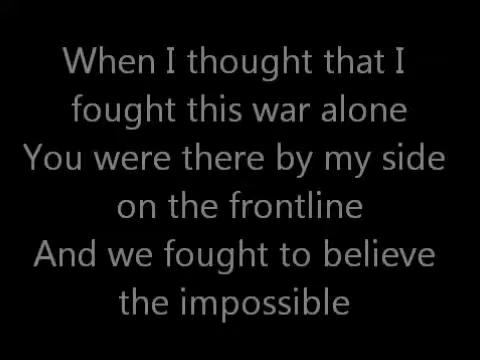 When I thought that I
fought this war alone
You were there by my side
on the frontline
And we fought to believe
the impossible